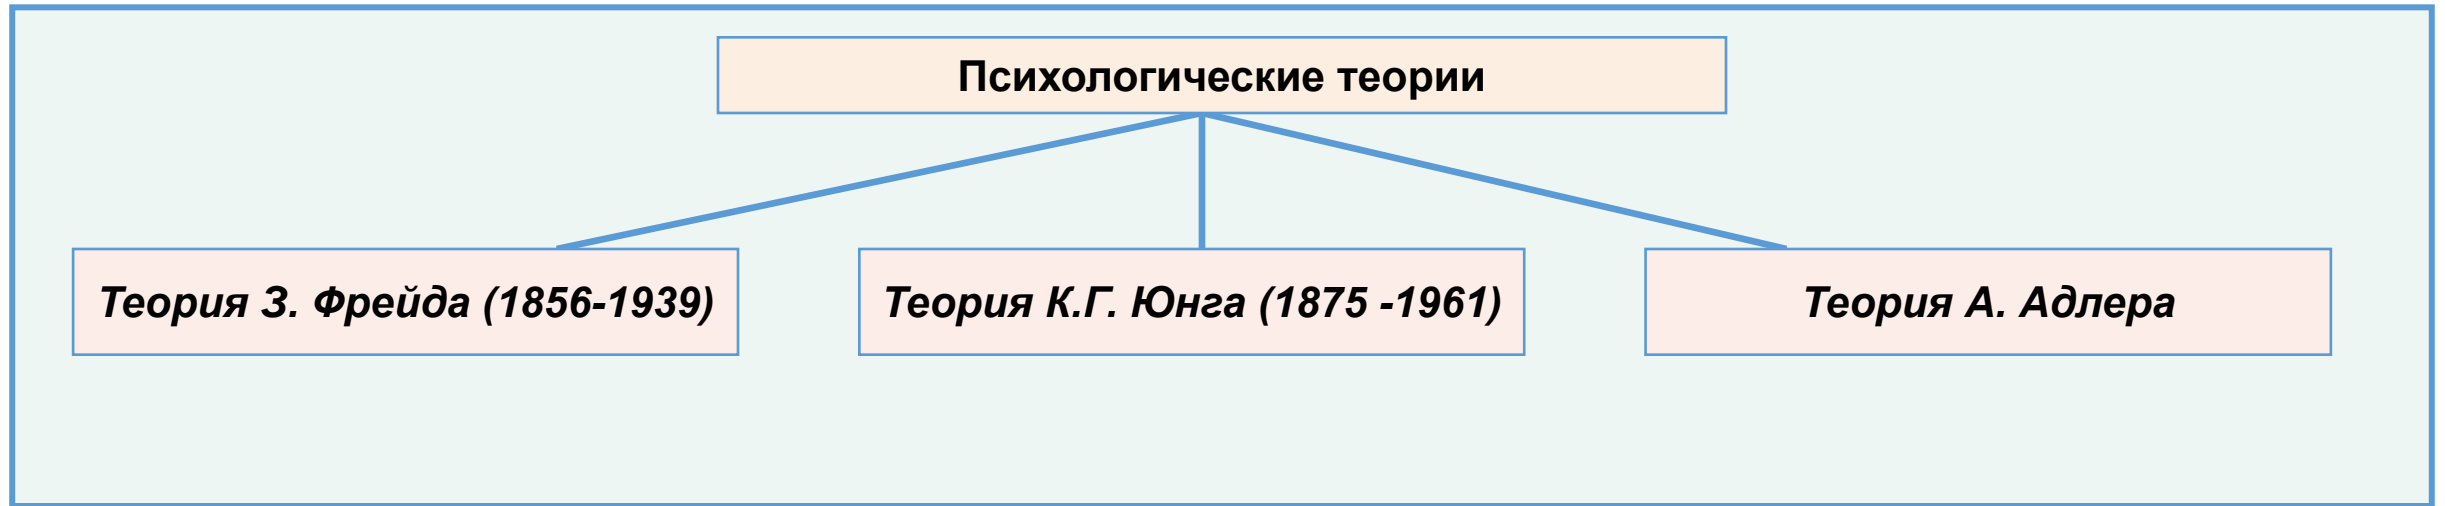 Психологические теории
Теория З. Фрейда (1856-1939)
Теория К.Г. Юнга (1875 -1961)
Теория А. Адлера